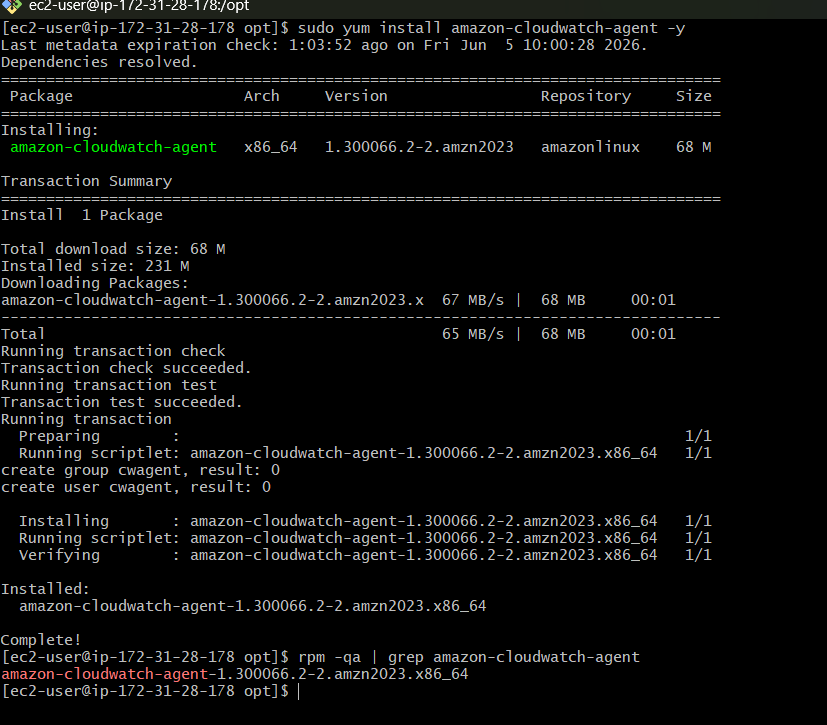 ec2-user@ip-172-31-28-178:/opt
[ec2-user@ip-172-31-28-178 opt]$ sudo yum install amazon-cloudwatch-agent -y
Last metadata expiration check: 1:03:52 ago on Fri Jun  5 10:00:28 2026.
Dependencies resolved.
================================================================================
 Package                   Arch     Version                 Repository     Size
================================================================================
Installing:
 amazon-cloudwatch-agent   x86_64   1.300066.2-2.amzn2023   amazonlinux    68 M

Transaction Summary
================================================================================
Install  1 Package

Total download size: 68 M
Installed size: 231 M
Downloading Packages:
amazon-cloudwatch-agent-1.300066.2-2.amzn2023.x  67 MB/s |  68 MB     00:01
--------------------------------------------------------------------------------
Total                                            65 MB/s |  68 MB     00:01
Running transaction check
Transaction check succeeded.
Running transaction test
Transaction test succeeded.
Running transaction
  Preparing        :                                                        1/1
  Running scriptlet: amazon-cloudwatch-agent-1.300066.2-2.amzn2023.x86_64   1/1
create group cwagent, result: 0
create user cwagent, result: 0

  Installing       : amazon-cloudwatch-agent-1.300066.2-2.amzn2023.x86_64   1/1
  Running scriptlet: amazon-cloudwatch-agent-1.300066.2-2.amzn2023.x86_64   1/1
  Verifying        : amazon-cloudwatch-agent-1.300066.2-2.amzn2023.x86_64   1/1

Installed:
  amazon-cloudwatch-agent-1.300066.2-2.amzn2023.x86_64

Complete!
[ec2-user@ip-172-31-28-178 opt]$ rpm -qa | grep amazon-cloudwatch-agent
amazon-cloudwatch-agent-1.300066.2-2.amzn2023.x86_64
[ec2-user@ip-172-31-28-178 opt]$